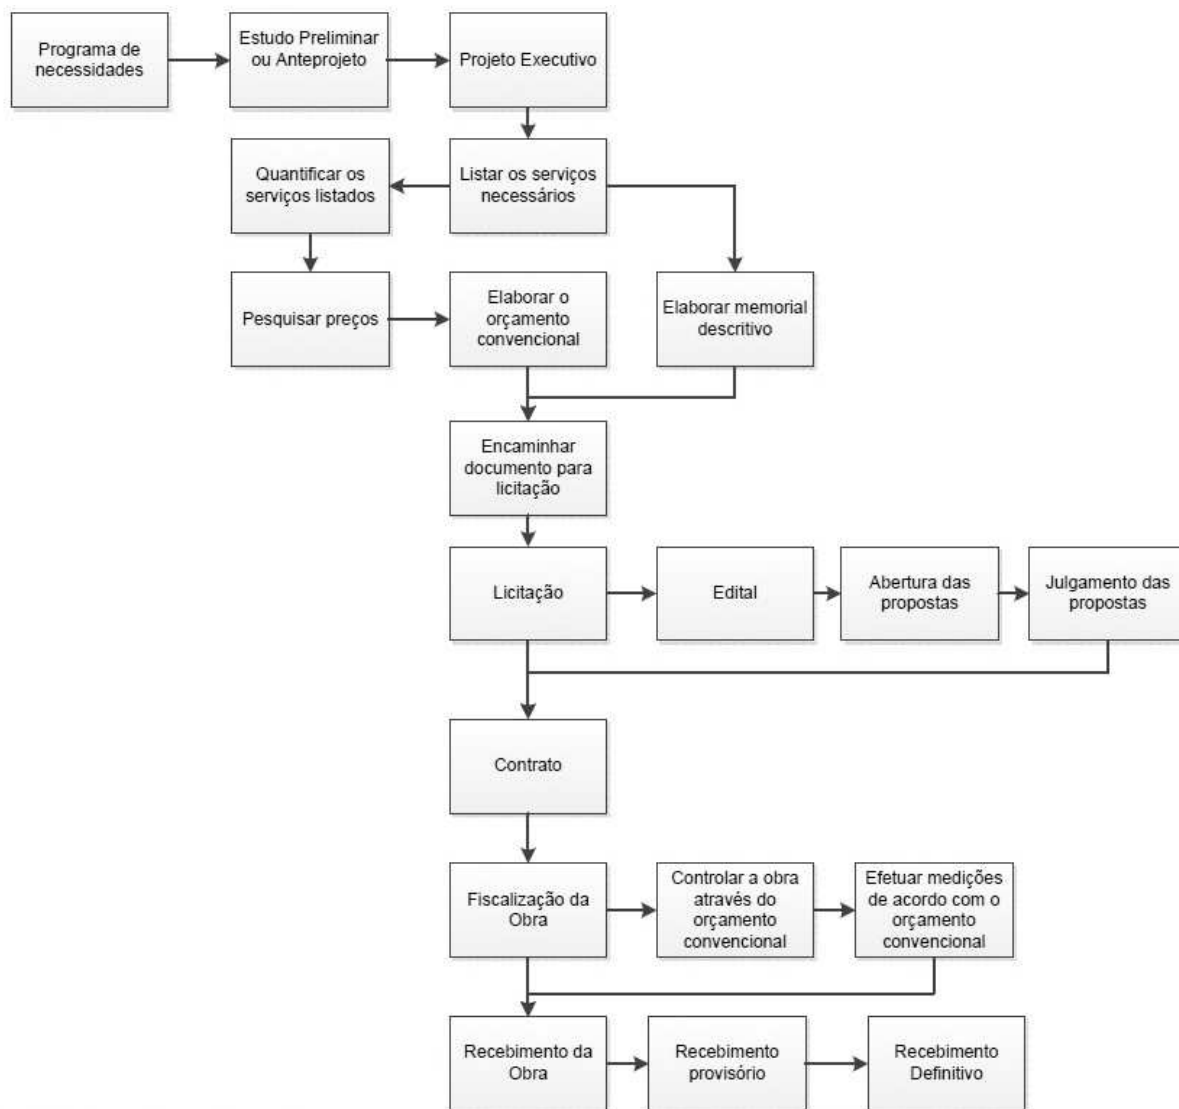 Programa de
necessidades
Estudo Preliminar
ou Anteprojeto
Projeto Executivo
Quantificar os
serviços listados
Listar os serviços
necessários
Pesquisar preços
Elaborar o
orçamento
convencional
Elaborar memorial
descritivo
Encaminhar
documento para
licitação
Licitação
Edital
Abertura das
propostas
Julgamento das
propostas
Contrato
Fiscalização da
Obra
Controlar a obra
através do
orçamento
convencional
Efetuar medições
de acordo com o
orçamento
convencional
Recebimento da
Obra
Recebimento
provisório
Recebimento
Definitivo